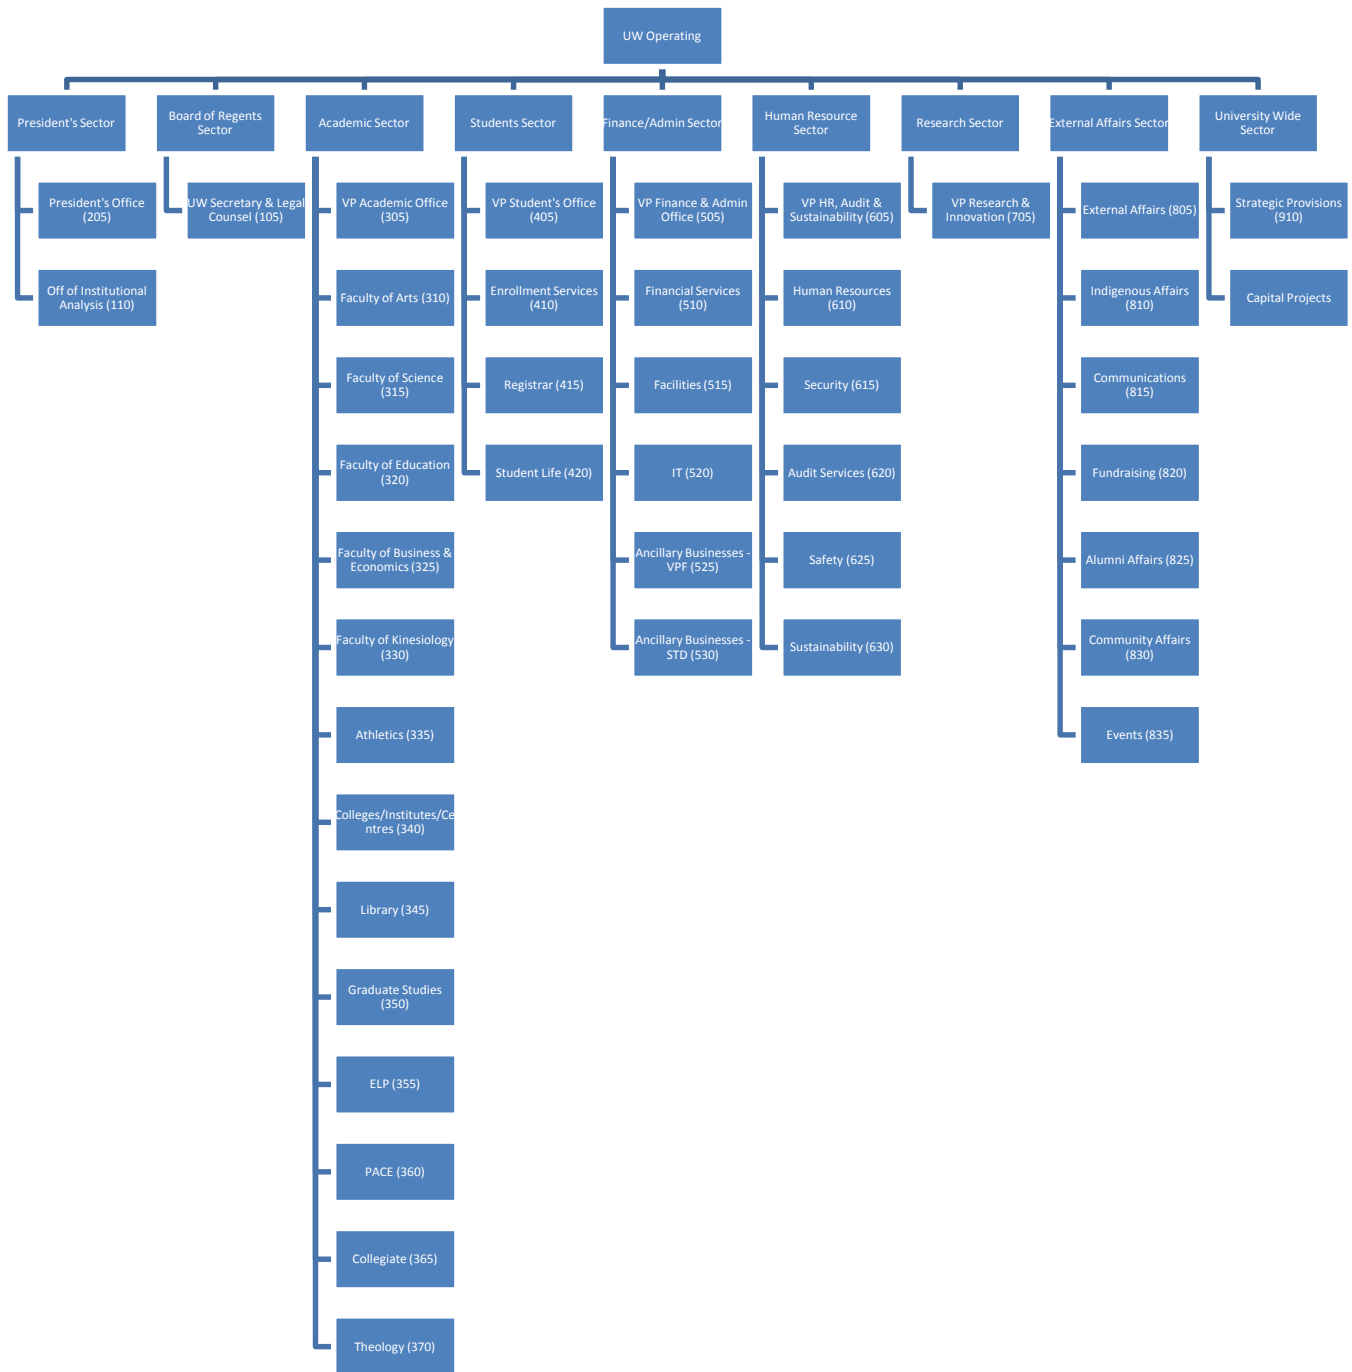 UW Operating
President's Sector
Board of Regents
Sector
Academic Sector
Students Sector
Finance/Admin Sector
Human Resource
Sector
Research Sector
External Affairs Sector
University Wide
Sector
President's Office
(205)
Off of Institutional
Analysis (110)
UW Secretary & Legal
Counsel (105)
VP Academic Office
(305)
Faculty of Arts (310)
Faculty of Science
(315)
Faculty of Education
(320)
Faculty of Business &
Economics (325)
Faculty of Kinesiology
(330)
Athletics (335)
Colleges/Institutes/Ce
ntres (340)
Library (345)
Graduate Studies
(350)
ELP (355)
PACE (360)
Collegiate (365)
Theology (370)
VP Student's Office
(405)
Enrollment Services
(410)
Registrar (415)
Student Life (420)
VP Finance & Admin
Office (505)
Financial Services
(510)
Facilities (515)
IT (520)
Ancillary Businesses -
VPF (525)
Ancillary Businesses -
STD (530)
VP HR, Audit &
Sustainability (605)
Human Resources
(610)
Security (615)
Audit Services (620)
Safety (625)
Sustainability (630)
VP Research &
Innovation (705)
External Affairs (805)
Indigenous Affairs
(810)
Communications
(815)
Fundraising (820)
Alumni Affairs (825)
Community Affairs
(830)
Events (835)
Strategic Provisions
(910)
Capital Projects